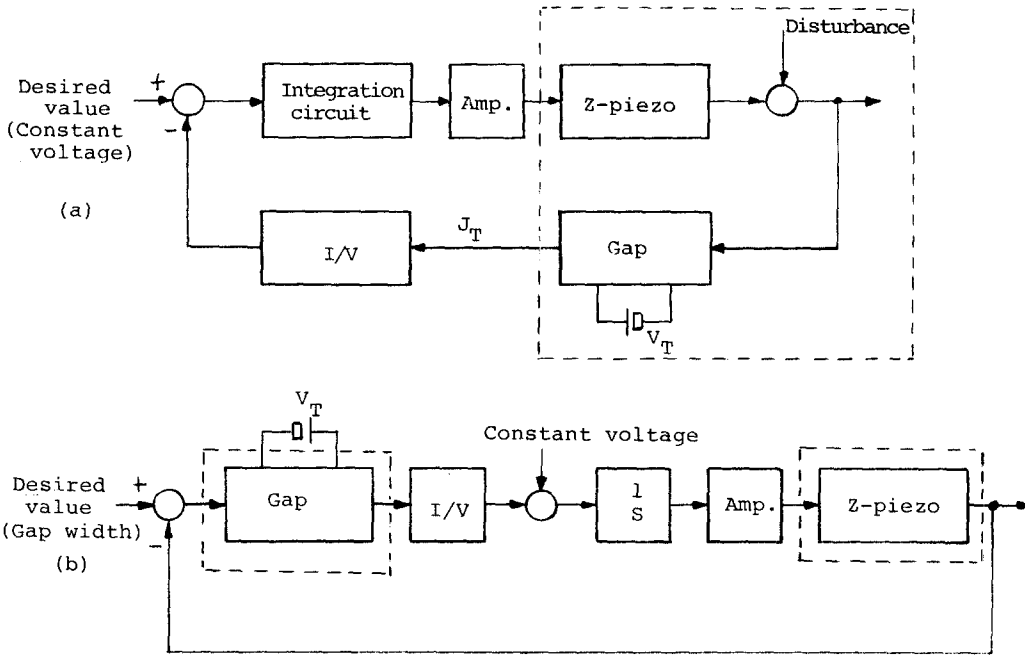 Disturbance
Desired
value
(Constant
voltage)
+
-
Integration
circuit
Amp.
Z-piezo
(a)
I/V
J_T
Gap
V_T
V_T
Constant voltage
Desired
value
(Gap width)
+
-
Gap
I/V
1
S
Amp.
Z-piezo
(b)